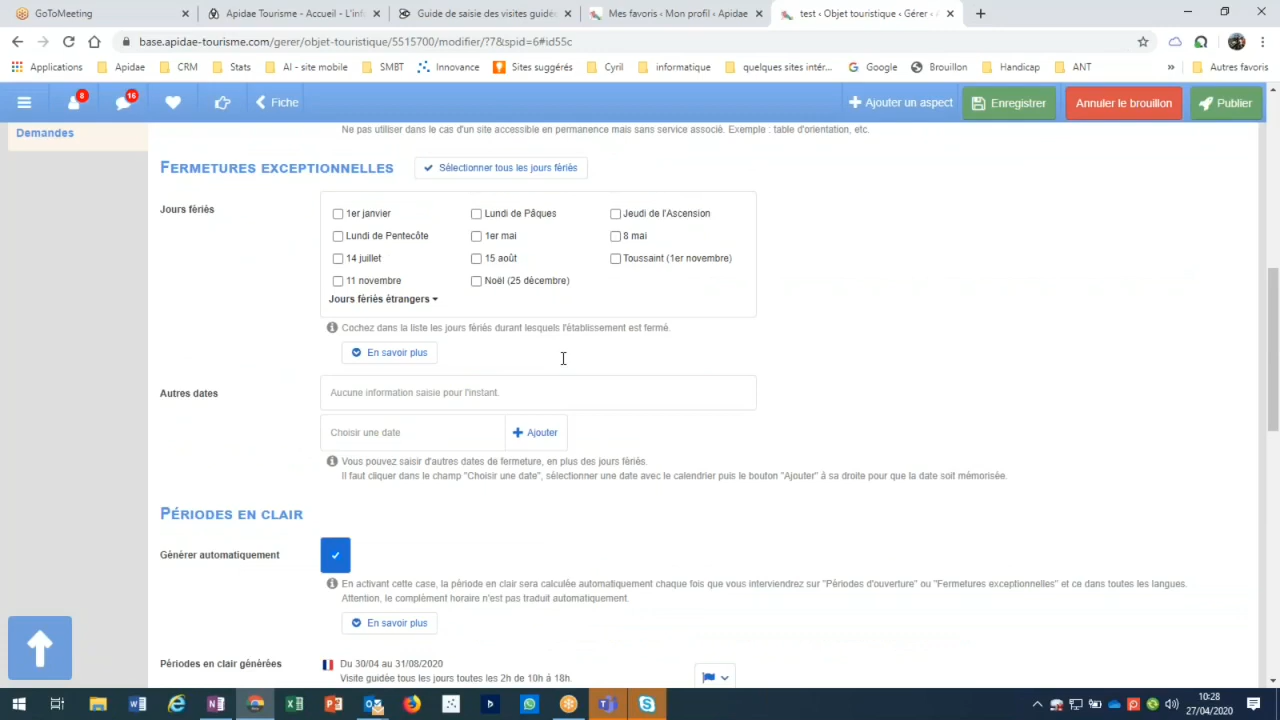 GoToMeeting
Apidae Tourisme - Accueil - L'inf
Guide de saisie des visites guidé
Mes favoris ‹ Mon profil ‹ Apidae
test ‹ Objet touristique ‹ Gérer ‹ A
base.apidae-tourisme.com/gerer/objet-touristique/5515700/modifier/?7&spid=6#id55c
Applications
Apidae
CRM
Stats
AI - site mobile
SMBT
Innovance
Sites suggérés
Cyril
informatique
quelques sites intér...
Google
Brouillon
Handicap
ANT
»
Autres favoris
8
16
Fiche
Ajouter un aspect
Enregistrer
Annuler le brouillon
Publier
Demandes
Ne pas utiliser dans le cas d'un site accessible en permanence mais sans service associé. Exemple : table d'orientation, etc.
FERMETURES EXCEPTIONNELLES
Sélectionner tous les jours fériés
Jours fériés
1er janvier
Lundi de Pâques
Jeudi de l'Ascension
Lundi de Pentecôte
1er mai
8 mai
14 juillet
15 août
Toussaint (1er novembre)
11 novembre
Noël (25 décembre)
Jours fériés étrangers
Cochez dans la liste les jours fériés durant lesquels l'établissement est fermé.
En savoir plus
Autres dates
Aucune information saisie pour l'instant.
Choisir une date
Ajouter
Vous pouvez saisir d'autres dates de fermeture, en plus des jours fériés.
Il faut cliquer dans le champ "Choisir une date", sélectionner une date avec le calendrier puis le bouton "Ajouter" à sa droite pour que la date soit mémorisée.
PÉRIODES EN CLAIR
Générer automatiquement
En activant cette case, la période en clair sera calculée automatiquement chaque fois que vous interviendrez sur "Périodes d'ouverture" ou "Fermetures exceptionnelles" et ce dans toutes les langues.
Attention, le complément horaire n'est pas traduit automatiquement.
En savoir plus
Périodes en clair générées
Du 30/04 au 31/08/2020
Visite guidée tous les jours toutes les 2h de 10h à 18h.
10:28
27/04/2020